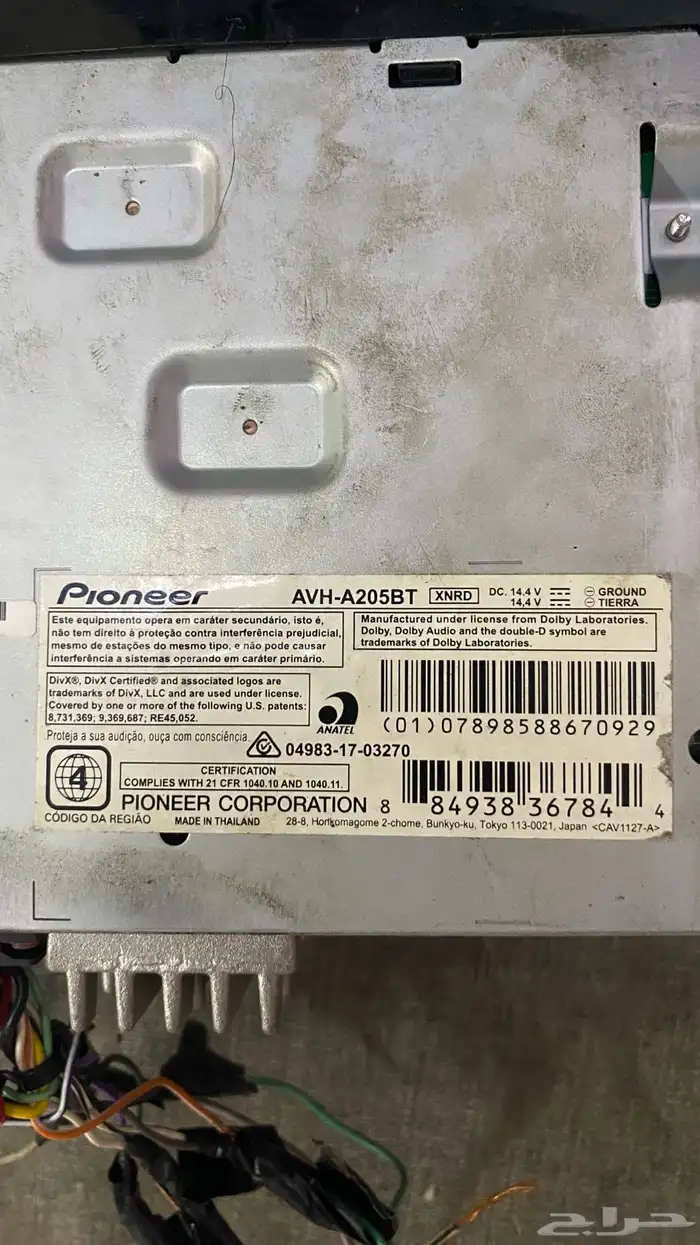 Pioneer AVH-A205BT XNRD DC. 14.4 V GROUND
14,4 V TIERRA
Este equipamento opera em caráter secundário, isto é,
não tem direito à proteção contra interferência prejudicial,
mesmo de estações do mesmo tipo, e não pode causar
interferência a sistemas operando em caráter primário.
Manufactured under license from Dolby Laboratories.
Dolby, Dolby Audio and the double-D symbol are
trademarks of Dolby Laboratories.
DivX®, DivX Certified® and associated logos are
trademarks of DivX, LLC and are used under license.
Covered by one or more of the following U.S. patents:
8,731,369; 9,369,687; RE45,052.
ANATEL
(01)07898588670929
Proteja a sua audição, ouça com consciência.
04983-17-03270
4
CERTIFICATION
COMPLIES WITH 21 CFR 1040.10 AND 1040.11.
PIONEER CORPORATION
8 84938 36784 4
CÓDIGO DA REGIÃO MADE IN THAILAND 28-8, Honkomagome 2-chome, Bunkyo-ku, Tokyo 113-0021, Japan <CAV1127-A>
حراج